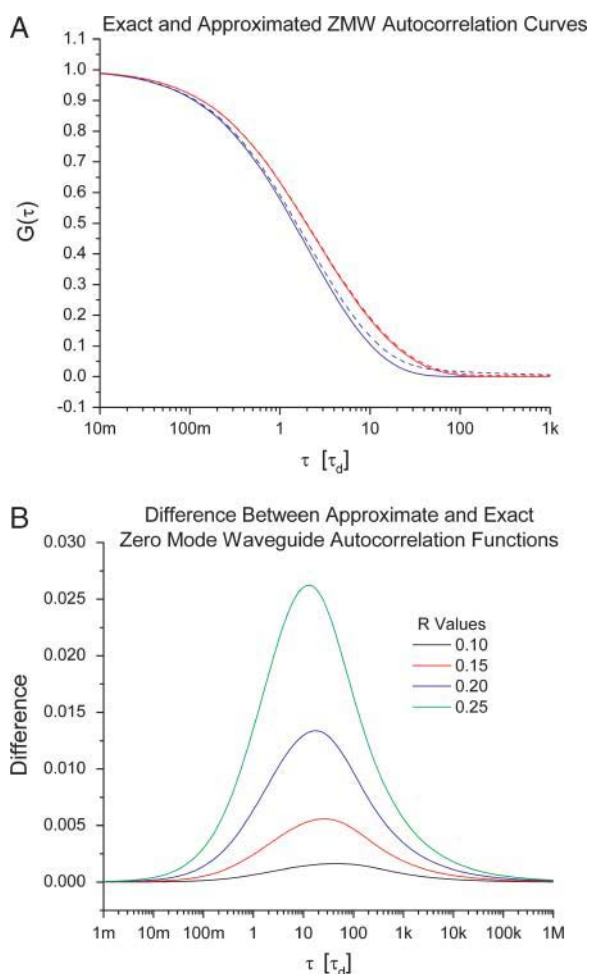 A
Exact and Approximated ZMW Autocorrelation Curves
1.1
1.0
0.9
0.8
0.7
0.6
0.5
0.4
0.3
0.2
0.1
0.0
-0.1
G(τ)
10m 100m 1 10 100 1k
τ [τd]
B
Difference Between Approximate and Exact
Zero Mode Waveguide Autocorrelation Functions
0.030
0.025
0.020
0.015
0.010
0.005
0.000
Difference
R Values
0.10
0.15
0.20
0.25
1m 10m 100m 1 10 100 1k 10k 100k 1M
τ [τd]